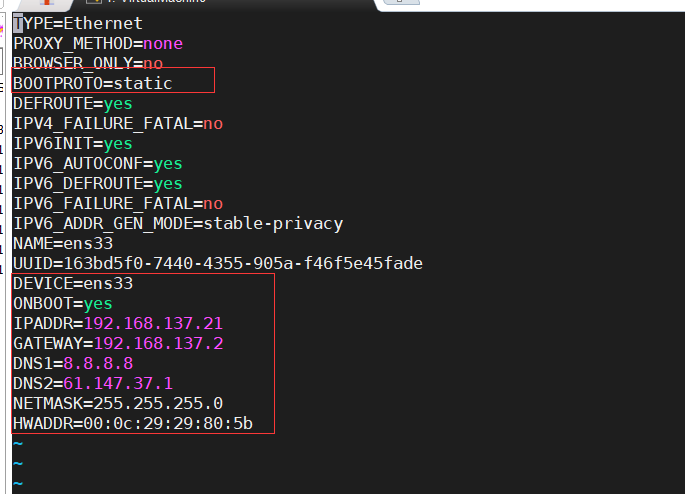 TYPE=Ethernet
PROXY_METHOD=none
BROWSER_ONLY=no
BOOTPROTO=static
DEFROUTE=yes
IPV4_FAILURE_FATAL=no
IPV6INIT=yes
IPV6_AUTOCONF=yes
IPV6_DEFROUTE=yes
IPV6_FAILURE_FATAL=no
IPV6_ADDR_GEN_MODE=stable-privacy
NAME=ens33
UUID=163bd5f0-7440-4355-905a-f46f5e45fade
DEVICE=ens33
ONBOOT=yes
IPADDR=192.168.137.21
GATEWAY=192.168.137.2
DNS1=8.8.8.8
DNS2=61.147.37.1
NETMASK=255.255.255.0
HWADDR=00:0c:29:29:80:5b
~
~
~